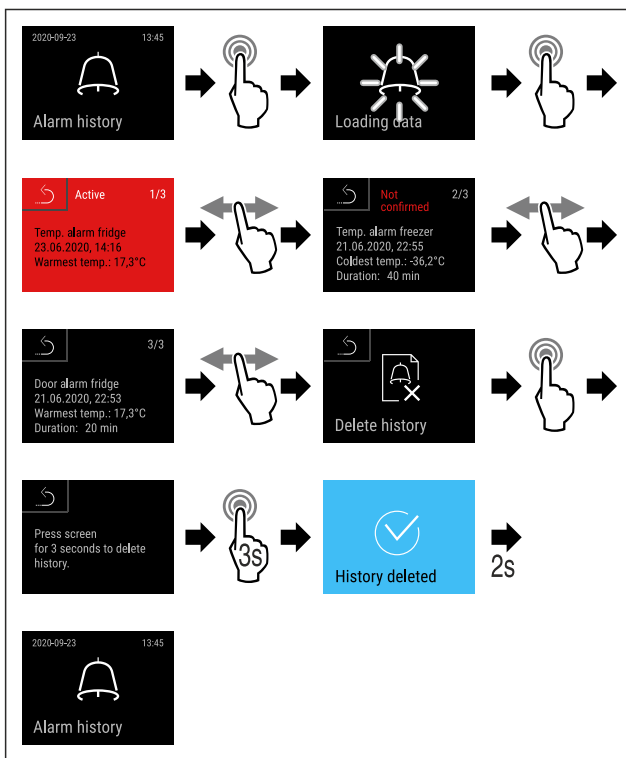 2020-09-23 13:45
Alarm history
Loading data
Active 1/3
Temp. alarm fridge
23.06.2020, 14:16
Warmest temp.: 17,3°C
Not 2/3
confirmed
Temp. alarm freezer
21.06.2020, 22:55
Coldest temp.: -36,2°C
Duration: 40 min
3/3
Door alarm fridge
21.06.2020, 22:53
Warmest temp.: 17,3°C
Duration: 20 min
Delete history
Press screen
for 3 seconds to delete
history.
3s
History deleted
2s
2020-09-23 13:45
Alarm history